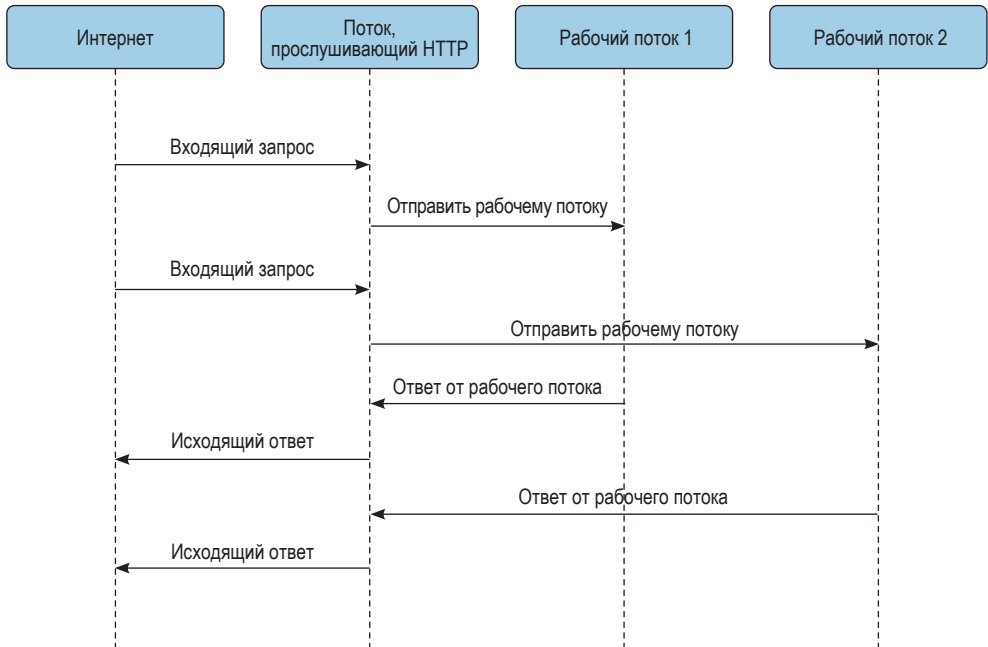 Интернет
Поток,
прослушивающий HTTP
Рабочий поток 1
Рабочий поток 2
Входящий запрос
Отправить рабочему потоку
Входящий запрос
Отправить рабочему потоку
Ответ от рабочего потока
Исходящий ответ
Ответ от рабочего потока
Исходящий ответ